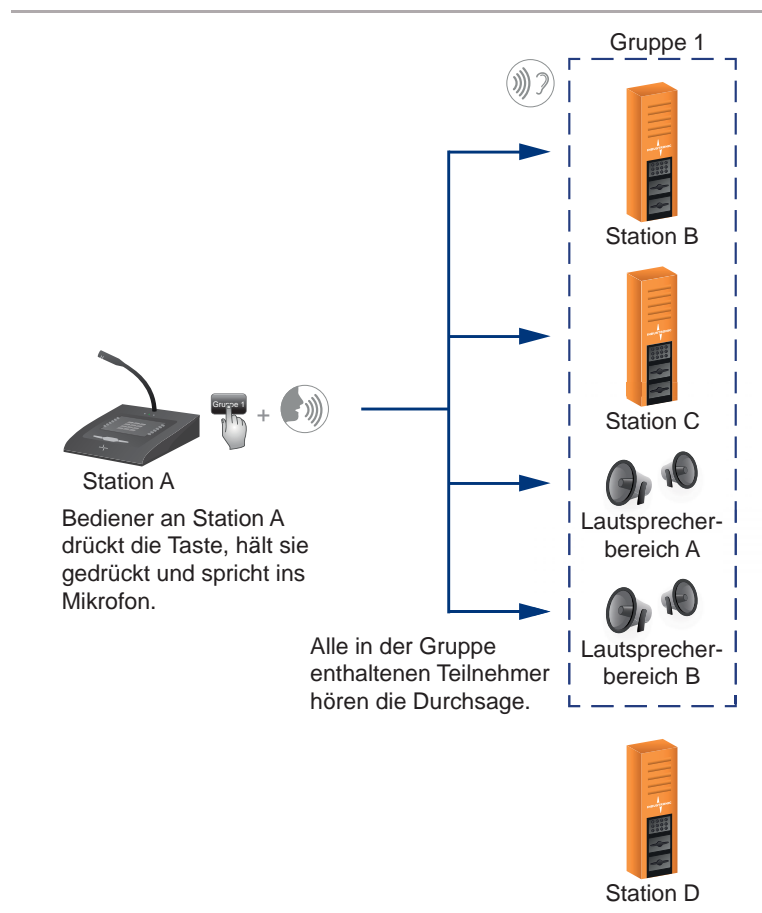 Gruppe 1
Station B
Station C
Gruppe 1
Station A
Lautsprecher-
bereich A
Bediener an Station A
drückt die Taste, hält sie
gedrückt und spricht ins
Mikrofon.
Lautsprecher-
bereich B
Alle in der Gruppe
enthaltenen Teilnehmer
hören die Durchsage.
Station D